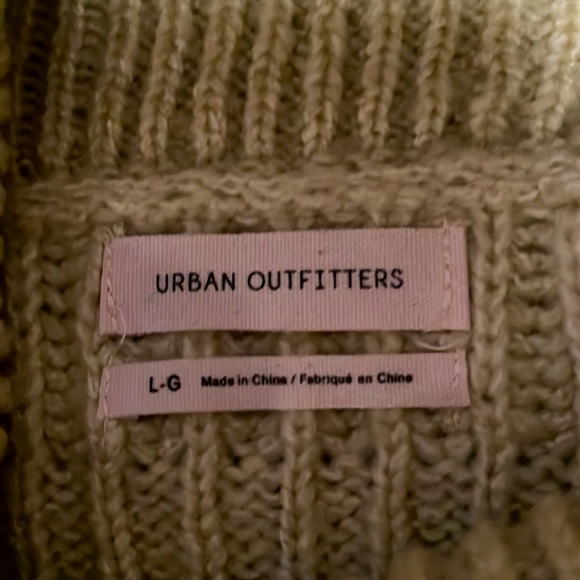 URBAN OUTFITTERS
L-G Made in China / Fabriqué en Chine